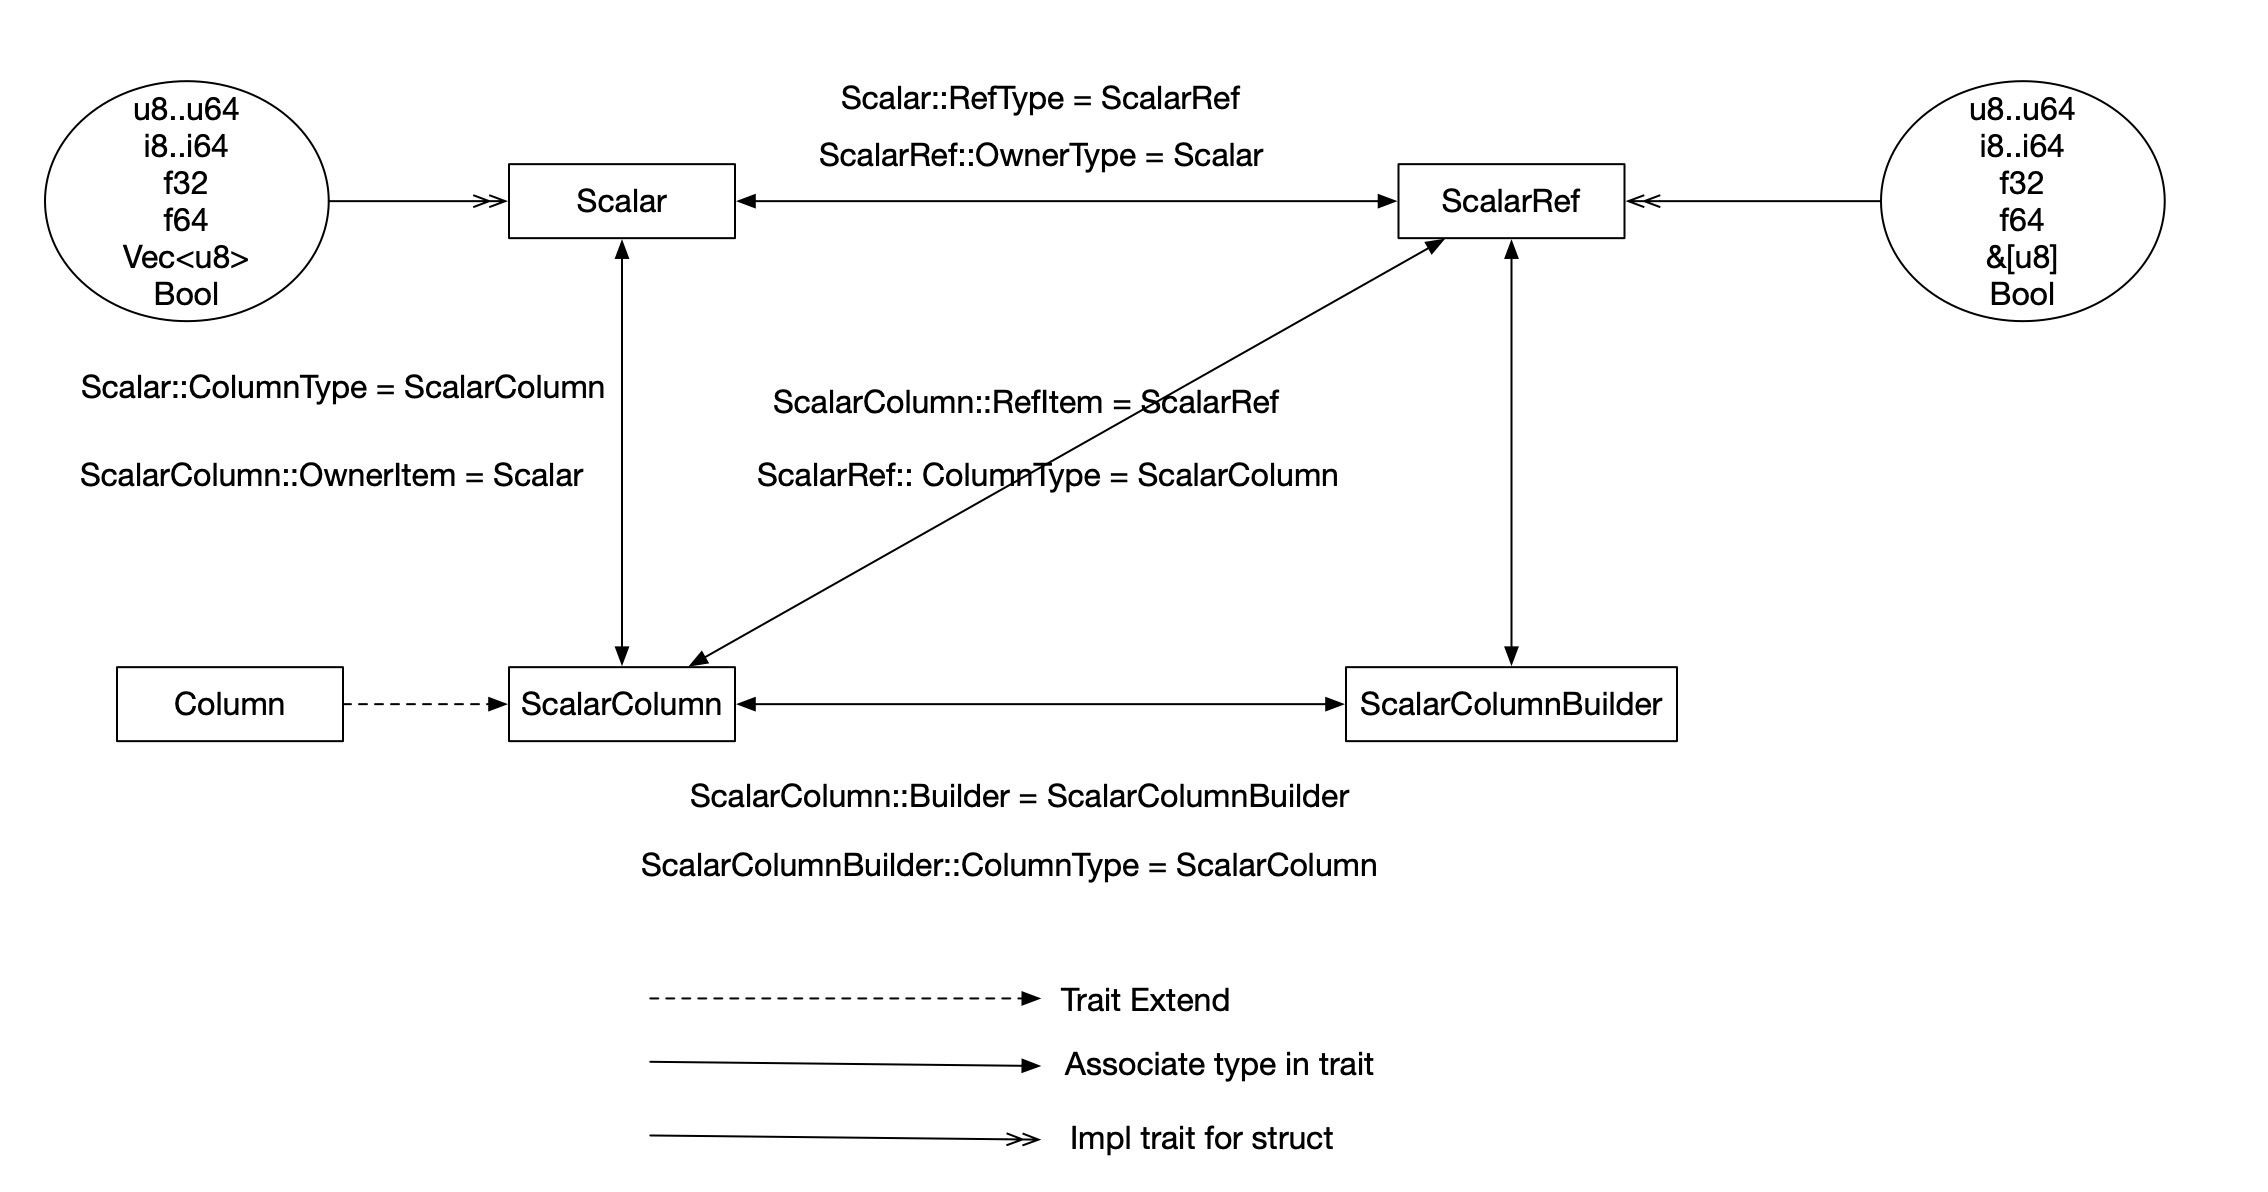 u8..u64
i8..i64
f32
f64
Vec<u8>
Bool
Scalar::RefType = ScalarRef
ScalarRef::OwnerType = Scalar
Scalar
ScalarRef
u8..u64
i8..i64
f32
f64
&[u8]
Bool
Scalar::ColumnType = ScalarColumn
ScalarColumn::OwnerItem = Scalar
ScalarColumn::RefItem = ScalarRef
ScalarRef:: ColumnType = ScalarColumn
Column
ScalarColumn
ScalarColumnBuilder
ScalarColumn::Builder = ScalarColumnBuilder
ScalarColumnBuilder::ColumnType = ScalarColumn
Trait Extend
Associate type in trait
Impl trait for struct